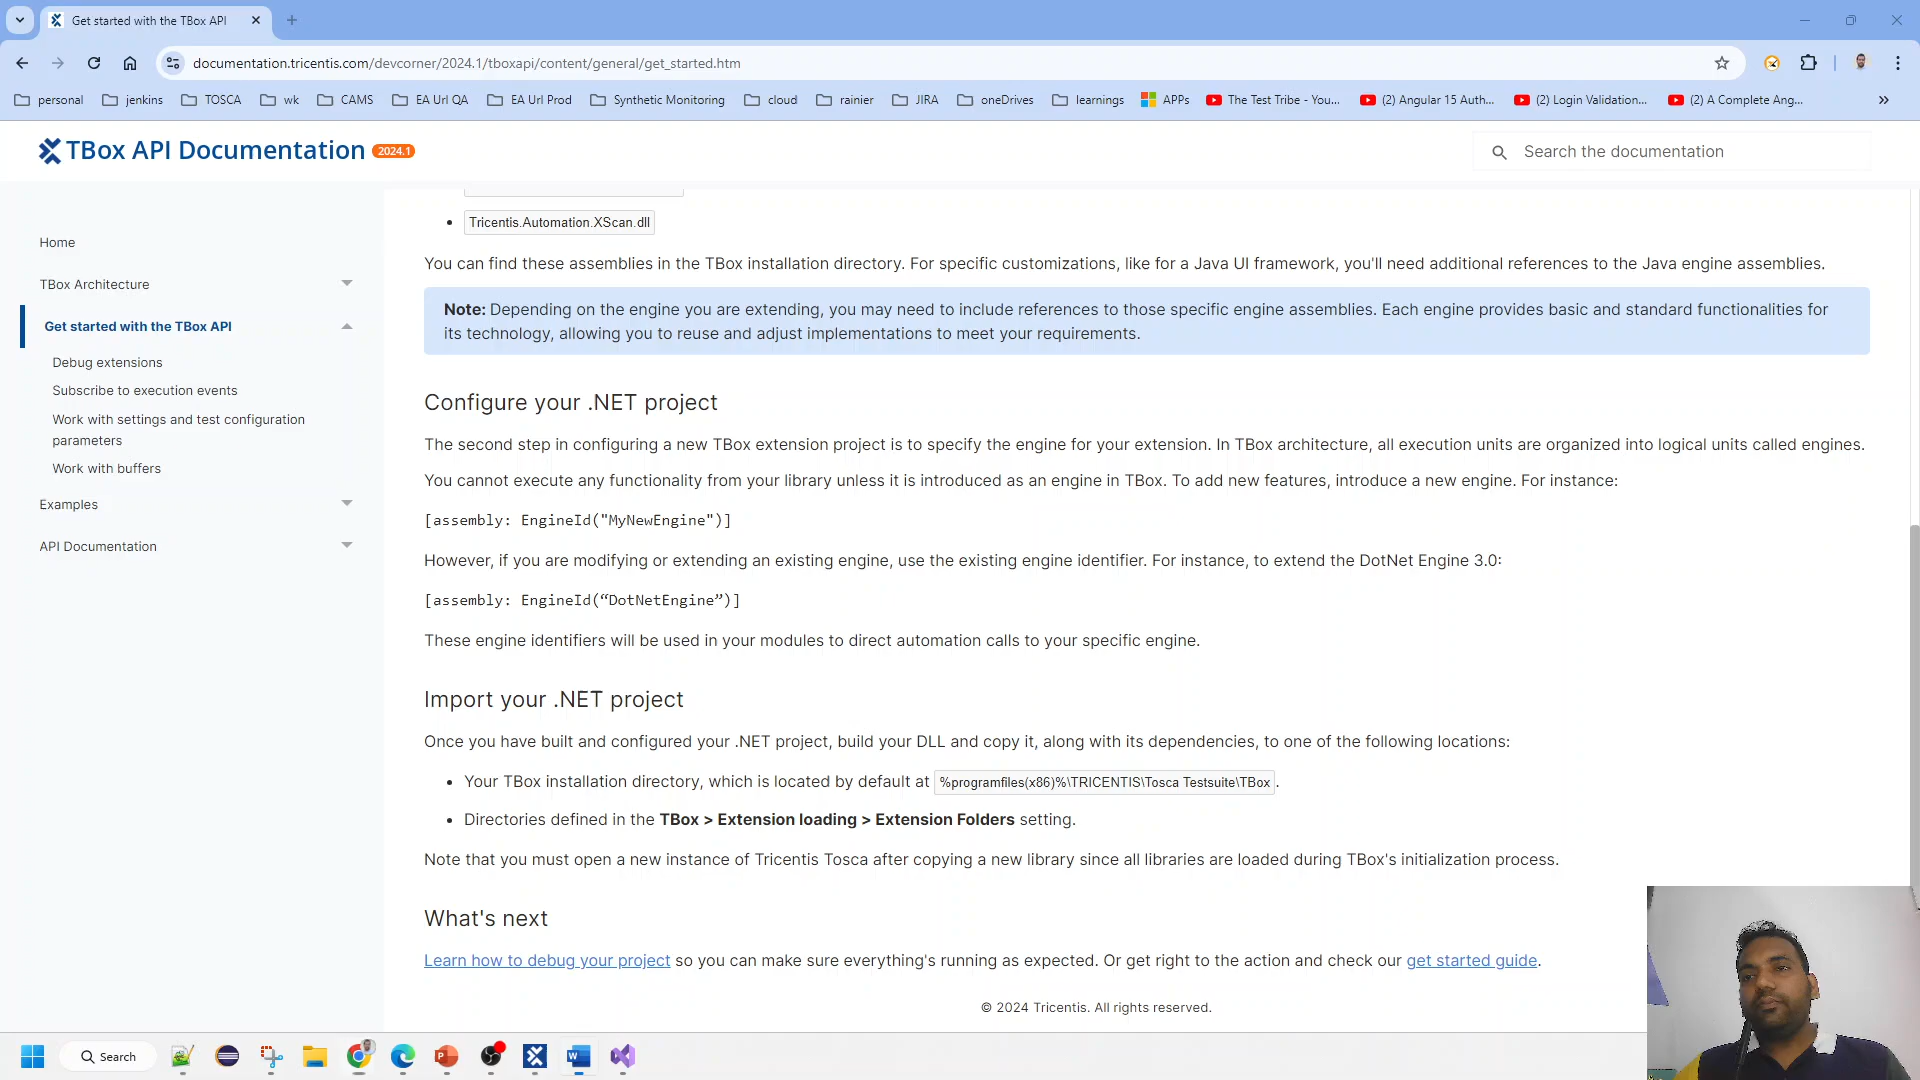 Get started with the TBox API
documentation.tricentis.com/devcorner/2024.1/tboxapi/content/general/get_started.htm
personal
jenkins
TOSCA
wk
CAMS
EA Url QA
EA Url Prod
Synthetic Monitoring
cloud
rainier
JIRA
oneDrives
learnings
APPs
The Test Tribe - You...
(2) Angular 15 Auth...
(2) Login Validation...
(2) A Complete Ang...
TBox API Documentation 2024.1
Search the documentation
Home
TBox Architecture
Get started with the TBox API
Debug extensions
Subscribe to execution events
Work with settings and test configuration
parameters
Work with buffers
Examples
API Documentation
Tricentis.Automation.XScan.dll
You can find these assemblies in the TBox installation directory. For specific customizations, like for a Java UI framework, you'll need additional references to the Java engine assemblies.
Note: Depending on the engine you are extending, you may need to include references to those specific engine assemblies. Each engine provides basic and standard functionalities for
its technology, allowing you to reuse and adjust implementations to meet your requirements.
Configure your .NET project
The second step in configuring a new TBox extension project is to specify the engine for your extension. In TBox architecture, all execution units are organized into logical units called engines.
You cannot execute any functionality from your library unless it is introduced as an engine in TBox. To add new features, introduce a new engine. For instance:
[assembly: EngineId("MyNewEngine")]
However, if you are modifying or extending an existing engine, use the existing engine identifier. For instance, to extend the DotNet Engine 3.0:
[assembly: EngineId(“DotNetEngine”)]
These engine identifiers will be used in your modules to direct automation calls to your specific engine.
Import your .NET project
Once you have built and configured your .NET project, build your DLL and copy it, along with its dependencies, to one of the following locations:
Your TBox installation directory, which is located by default at %programfiles(x86)%\TRICENTIS\Tosca Testsuite\TBox.
Directories defined in the TBox > Extension loading > Extension Folders setting.
Note that you must open a new instance of Tricentis Tosca after copying a new library since all libraries are loaded during TBox's initialization process.
What's next
Learn how to debug your project so you can make sure everything's running as expected. Or get right to the action and check our get started guide.
© 2024 Tricentis. All rights reserved.
Search